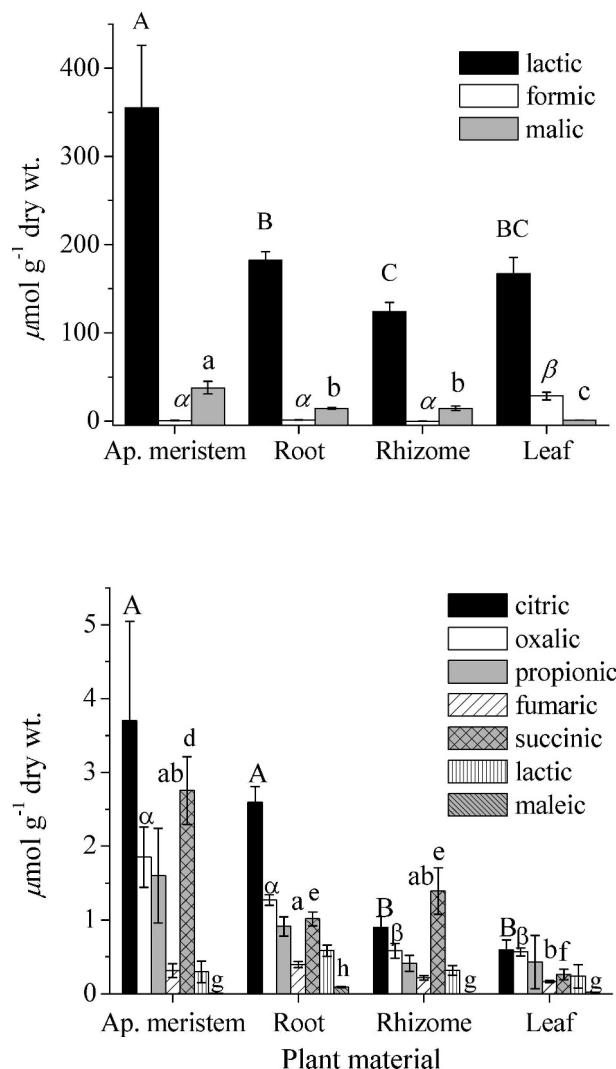 A
400
300
200
100
0
μmol g⁻¹ dry wt.
lactic
formic
malic
B
C
BC
α
a
α
b
α
b
β
c
Ap. meristem Root Rhizome Leaf
5
4
3
2
1
0
μmol g⁻¹ dry wt.
citric
oxalic
propionic
fumaric
succinic
lactic
maleic
A
α
ab
d
g
A
α
a
e
h
B
β
ab
e
g
B
β
b
f
g
Ap. meristem Root Rhizome Leaf
Plant material